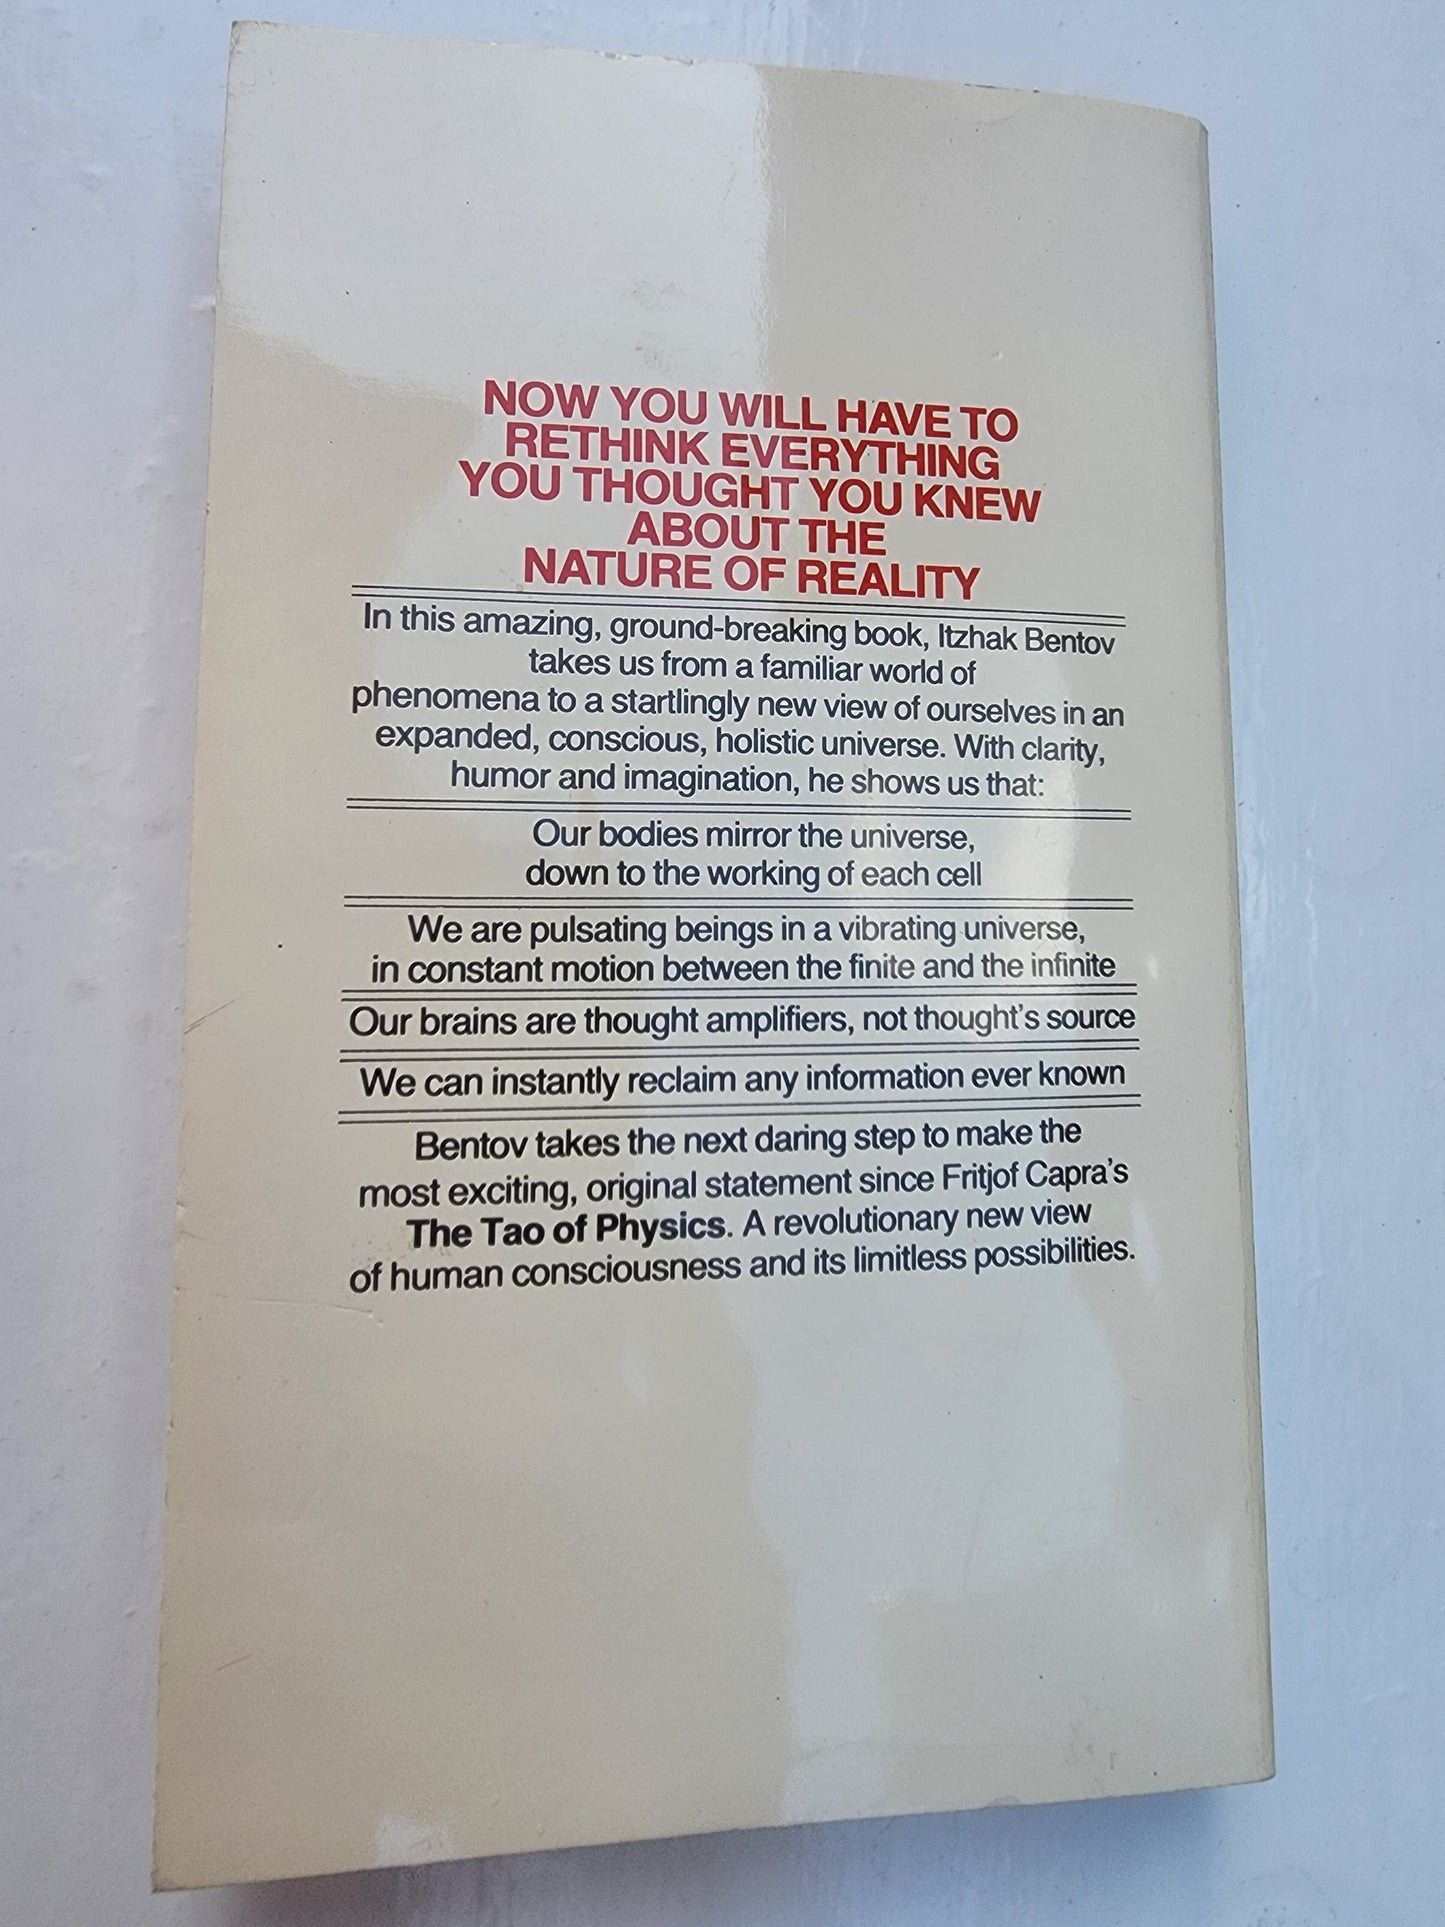 NOW YOU WILL HAVE TO
RETHINK EVERYTHING
YOU THOUGHT YOU KNEW
ABOUT THE
NATURE OF REALITY
In this amazing, ground-breaking book, Itzhak Bentov
takes us from a familiar world of
phenomena to a startlingly new view of ourselves in an
expanded, conscious, holistic universe. With clarity,
humor and imagination, he shows us that:
Our bodies mirror the universe,
down to the working of each cell
We are pulsating beings in a vibrating universe,
in constant motion between the finite and the infinite
Our brains are thought amplifiers, not thought's source
We can instantly reclaim any information ever known
Bentov takes the next daring step to make the
most exciting, original statement since Fritjof Capra's
The Tao of Physics. A revolutionary new view
of human consciousness and its limitless possibilities.